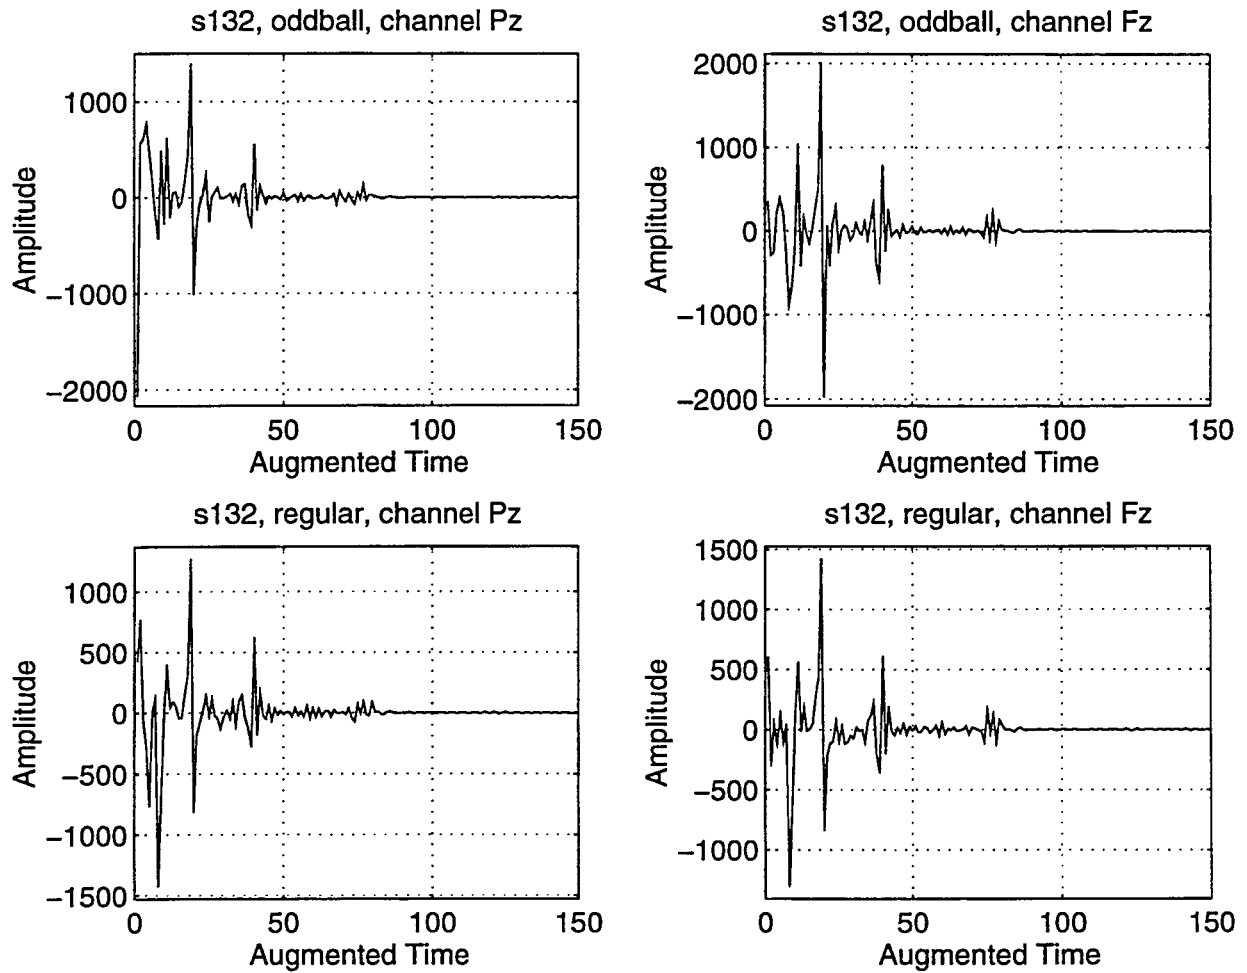 s132, oddball, channel Pz
1000
0
−1000
−2000
Amplitude
0 50 100 150
Augmented Time
s132, oddball, channel Fz
2000
1000
0
−1000
−2000
Amplitude
0 50 100 150
Augmented Time
s132, regular, channel Pz
1000
500
0
−500
−1000
−1500
Amplitude
0 50 100 150
Augmented Time
s132, regular, channel Fz
1500
1000
500
0
−500
−1000
Amplitude
0 50 100 150
Augmented Time